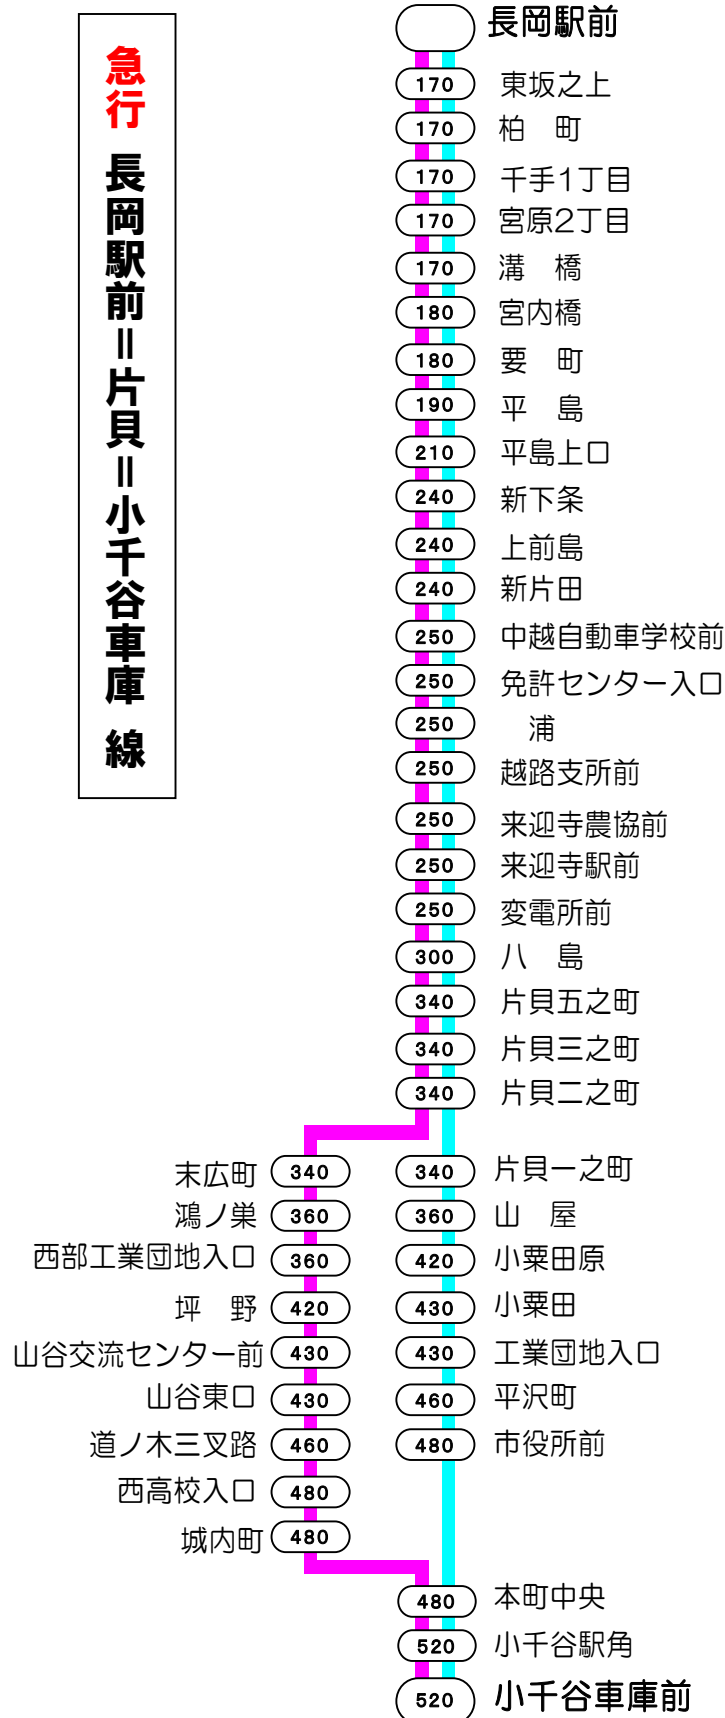 急行 長岡駅前＝片貝＝小千谷車庫 線
長岡駅前
170 東坂之上
170 柏　町
170 千手1丁目
170 宮原2丁目
170 溝　橋
180 宮内橋
180 要　町
190 平　島
210 平島上口
240 新下条
240 上前島
240 新片田
250 中越自動車学校前
250 免許センター入口
250 浦
250 越路支所前
250 来迎寺農協前
250 来迎寺駅前
250 変電所前
300 八　島
340 片貝五之町
340 片貝三之町
340 片貝二之町
末広町 340 340 片貝一之町
鴻ノ巣 360 360 山　屋
西部工業団地入口 360 420 小粟田原
坪　野 420 430 小粟田
山谷交流センター前 430 430 工業団地入口
山谷東口 430 460 平沢町
道ノ木三叉路 460 480 市役所前
西高校入口 480
城内町 480
480 本町中央
520 小千谷駅角
520 小千谷車庫前